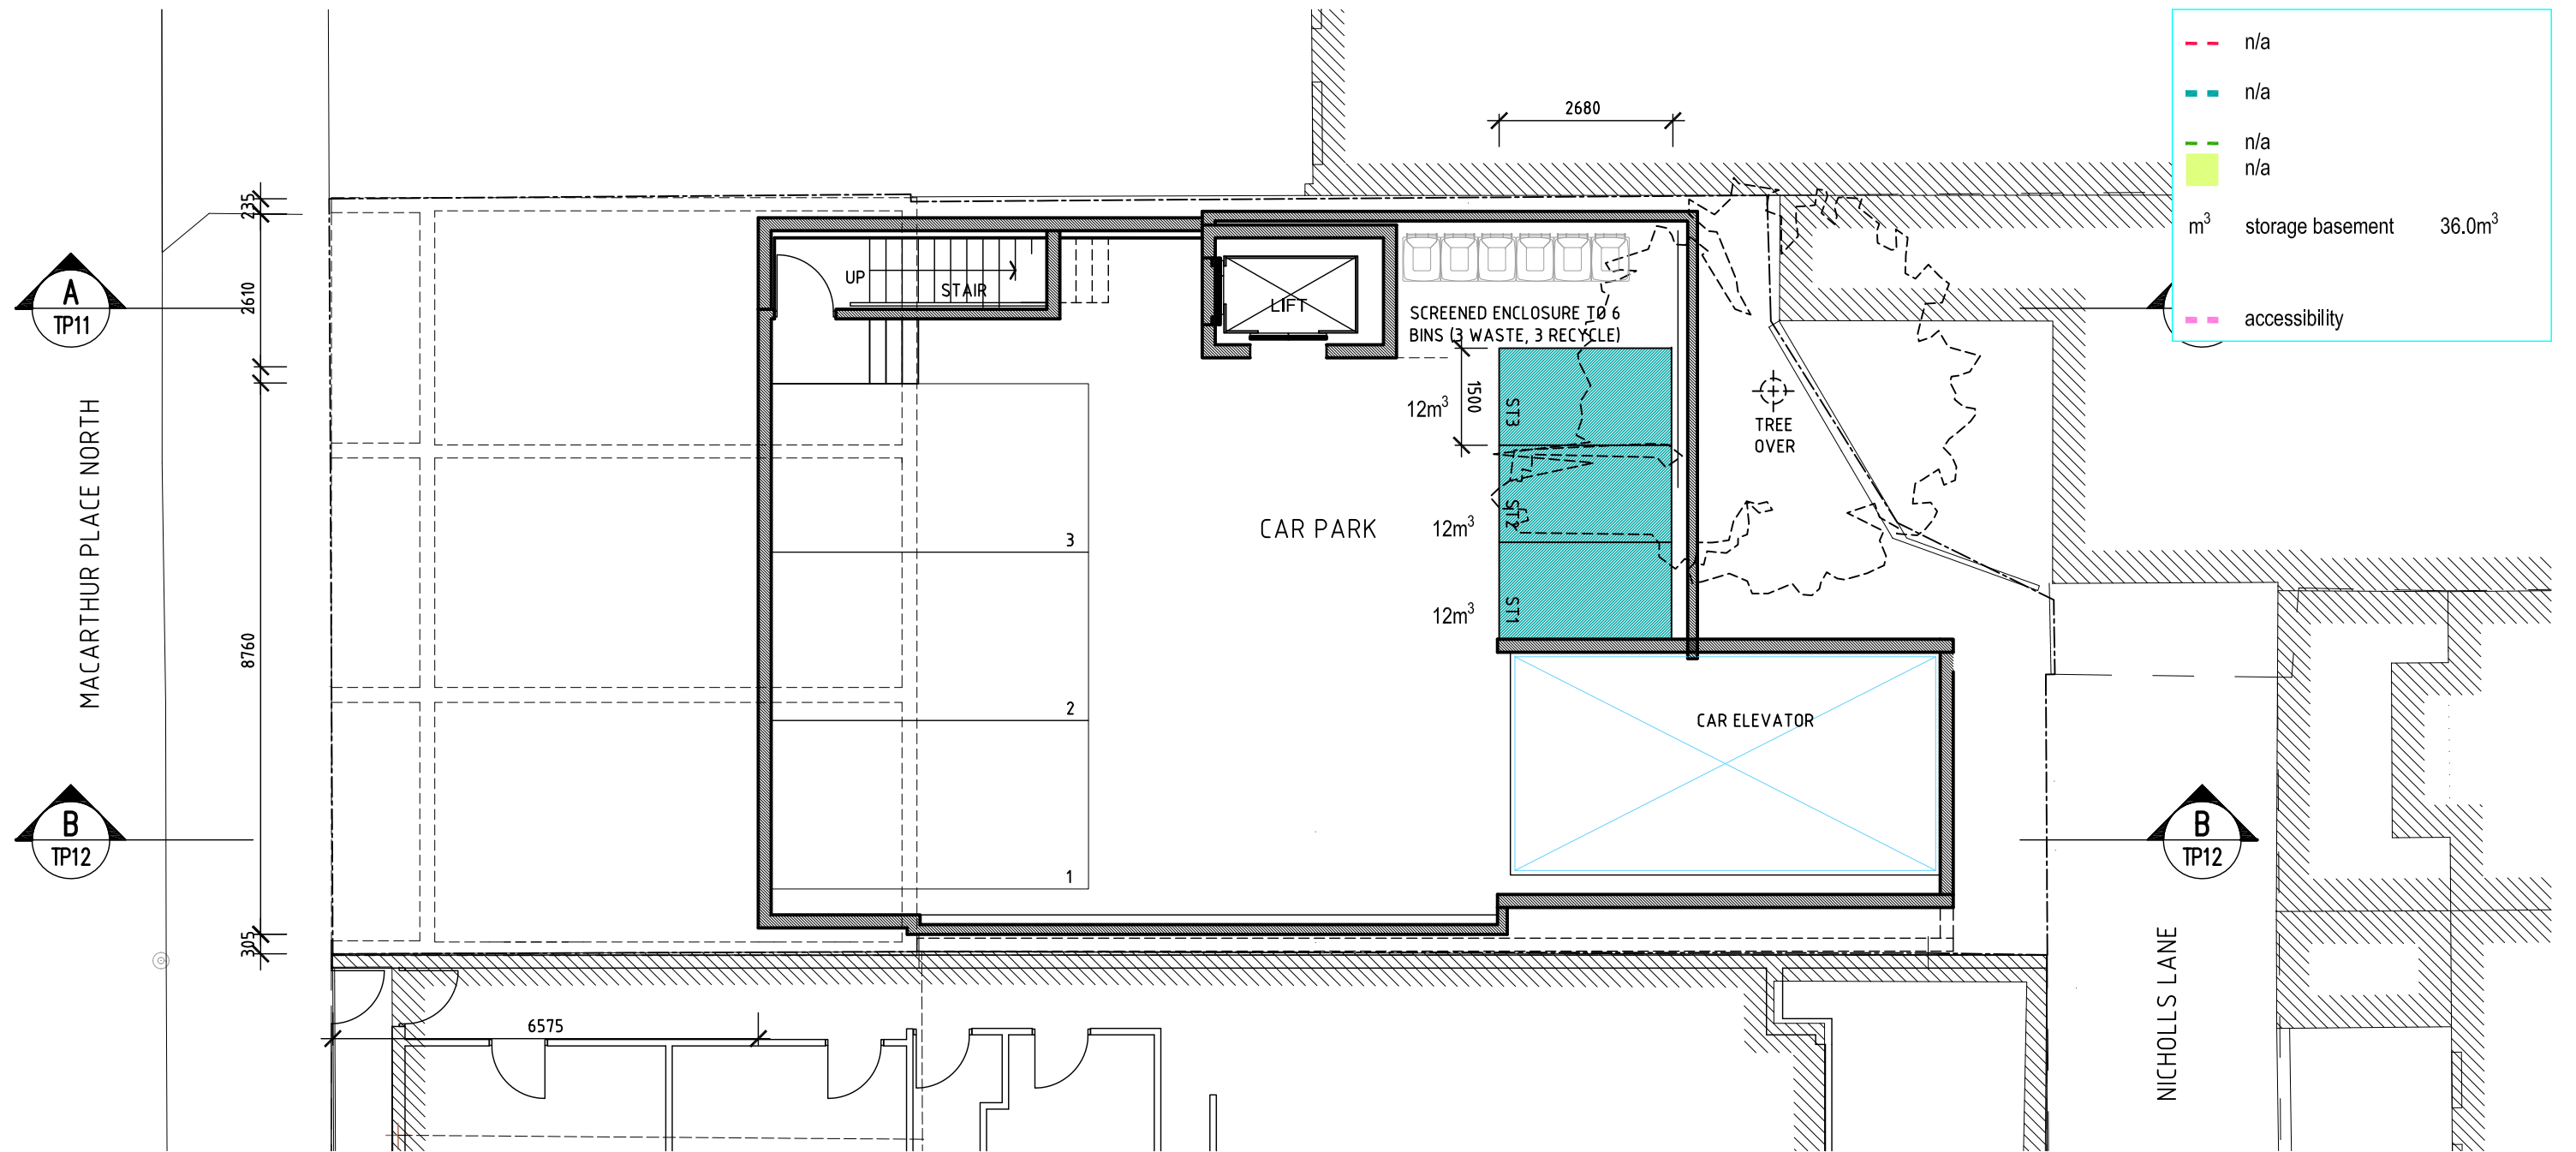 n/a
n/a
n/a
n/a
m³ storage basement 36.0m³
accessibility
2680
235
2610
8760
305
6575
A
TP11
B
TP12
MACARTHUR PLACE NORTH
UP
STAIR
LIFT
SCREENED ENCLOSURE TO 6
BINS (3 WASTE, 3 RECYCLE)
1500
12m³
ST3
12m³
ST2
12m³
ST1
TREE
OVER
CAR PARK
3
2
1
CAR ELEVATOR
B
TP12
NICHOLLS LANE